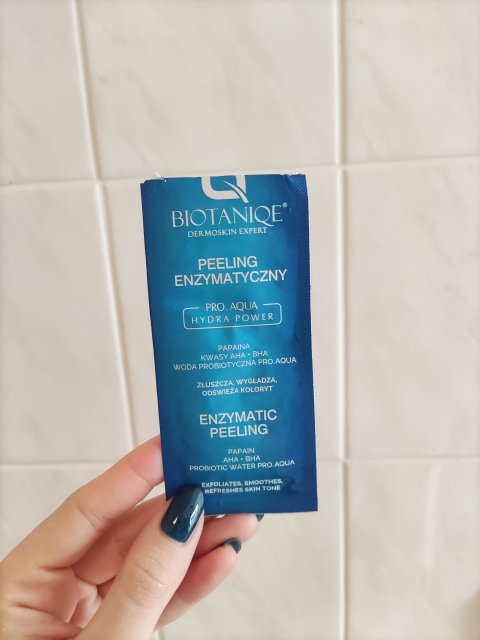 BIOTANIQE®
DERMOSKIN EXPERT
PEELING
ENZYMATYCZNY
PRO. AQUA
HYDRA POWER
PAPAINA
KWASY AHA + BHA
WODA PROBIOTYCZNA PRO.AQUA
ZŁUSZCZA, WYGŁADZA,
ODŚWIEŻA KOLORYT
ENZYMATIC
PEELING
PAPAIN
AHA + BHA
PROBIOTIC WATER PRO.AQUA
EXFOLIATES, SMOOTHES,
REFRESHES SKIN TONE